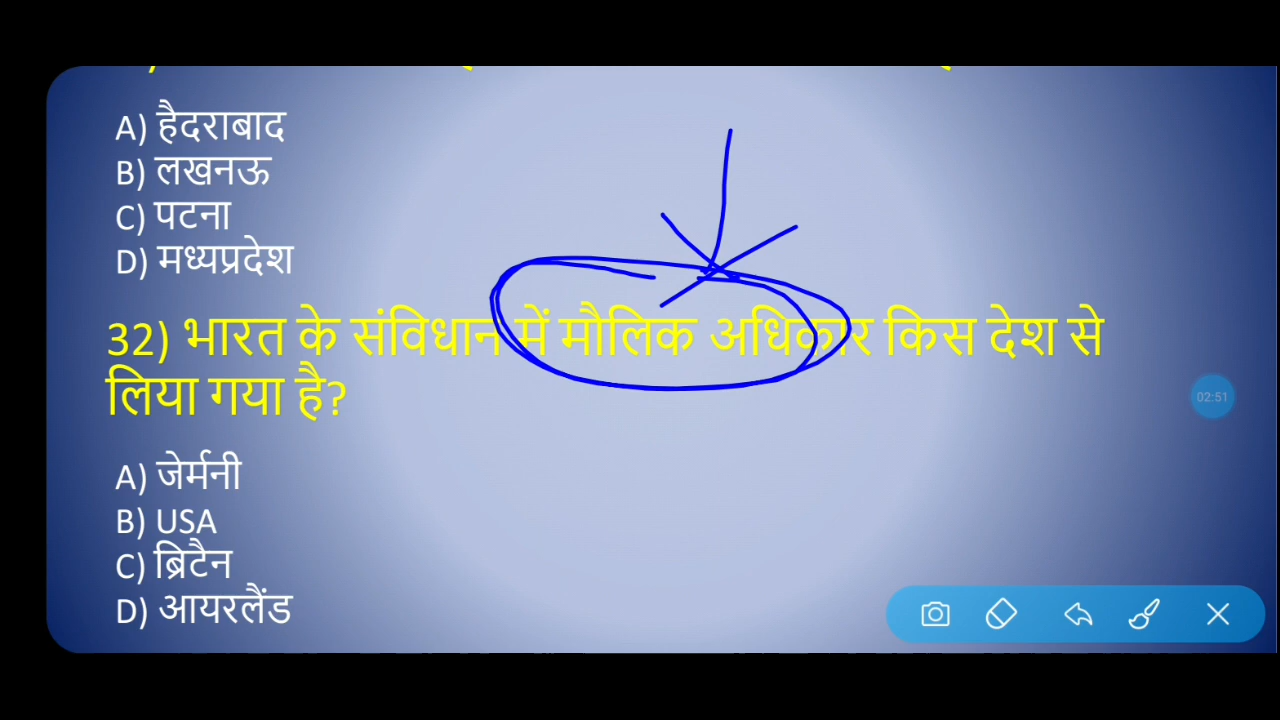 A) हैदराबाद
B) लखनऊ
C) पटना
D) मध्यप्रदेश
32) भारत के संविधान में मौलिक अधिकार किस देश से
लिया गया है?
02:51
A) जेर्मनी
B) USA
C) ब्रिटैन
D) आयरलैंड